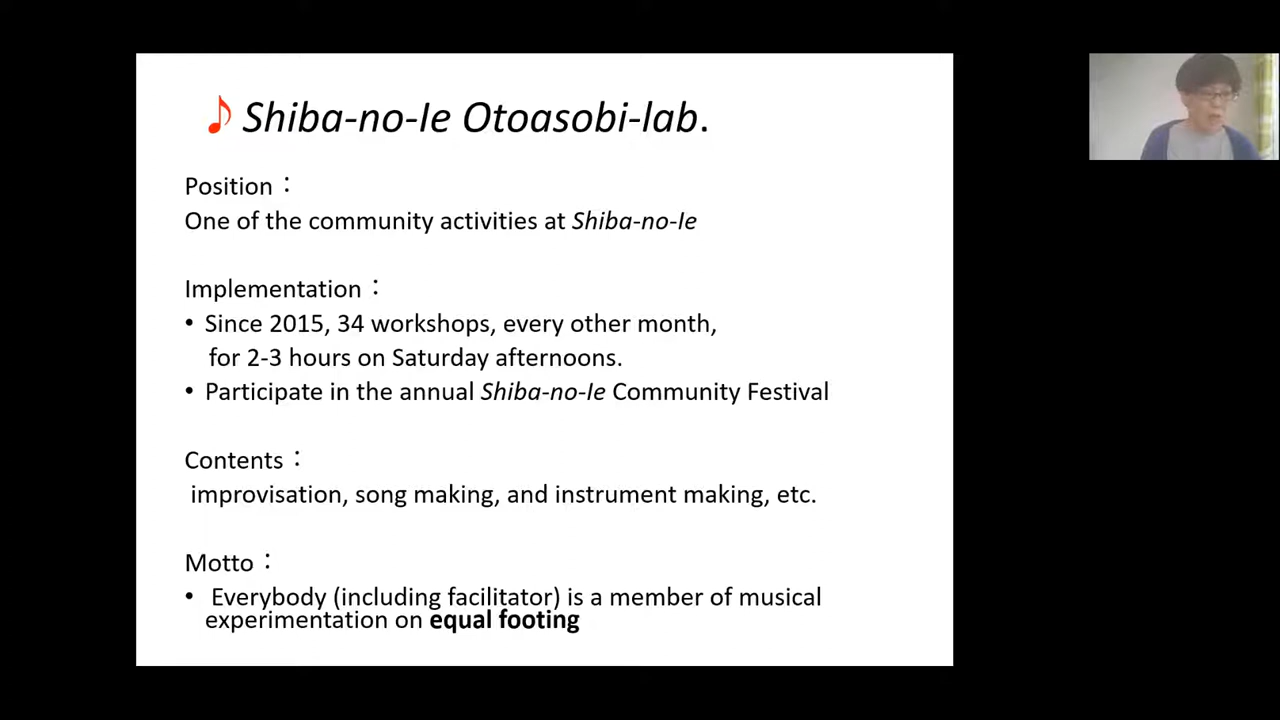 ♪ Shiba-no-Ie Otoasobi-lab.
Position：
One of the community activities at Shiba-no-Ie
Implementation：
• Since 2015, 34 workshops, every other month,
for 2-3 hours on Saturday afternoons.
• Participate in the annual Shiba-no-Ie Community Festival
Contents：
improvisation, song making, and instrument making, etc.
Motto：
• Everybody (including facilitator) is a member of musical
experimentation on equal footing